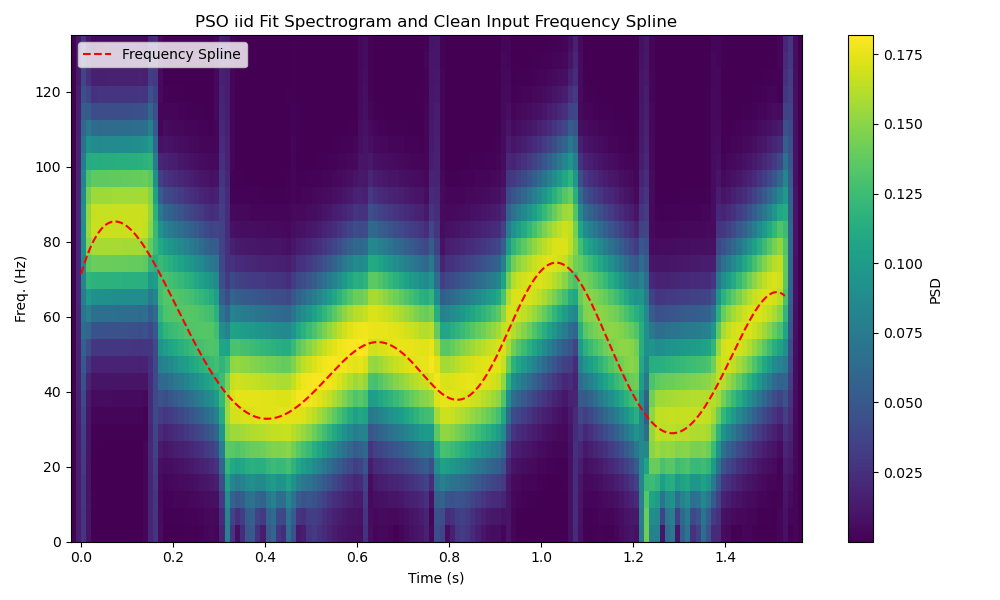 PSO iid Fit Spectrogram and Clean Input Frequency Spline
Frequency Spline
Freq. (Hz)
120
100
80
60
40
20
0
0.0 0.2 0.4 0.6 0.8 1.0 1.2 1.4
Time (s)
0.175
0.150
0.125
0.100
0.075
0.050
0.025
PSD